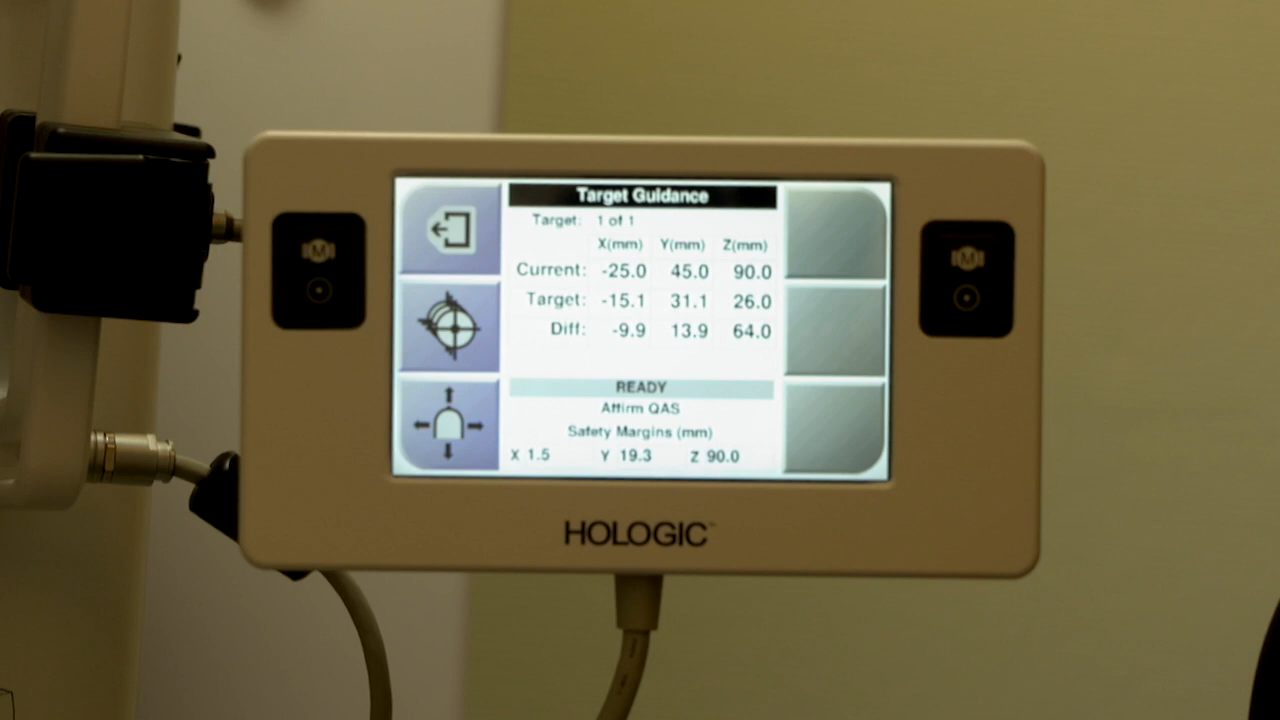 Target Guidance
Target: 1 of 1
X(mm) Y(mm) Z(mm)
Current: -25.0 45.0 90.0
Target: -15.1 31.1 26.0
Diff: -9.9 13.9 64.0
READY
Affirm QAS
Safety Margins (mm)
X 1.5 Y 19.3 Z 90.0
M
M
HOLOGIC™